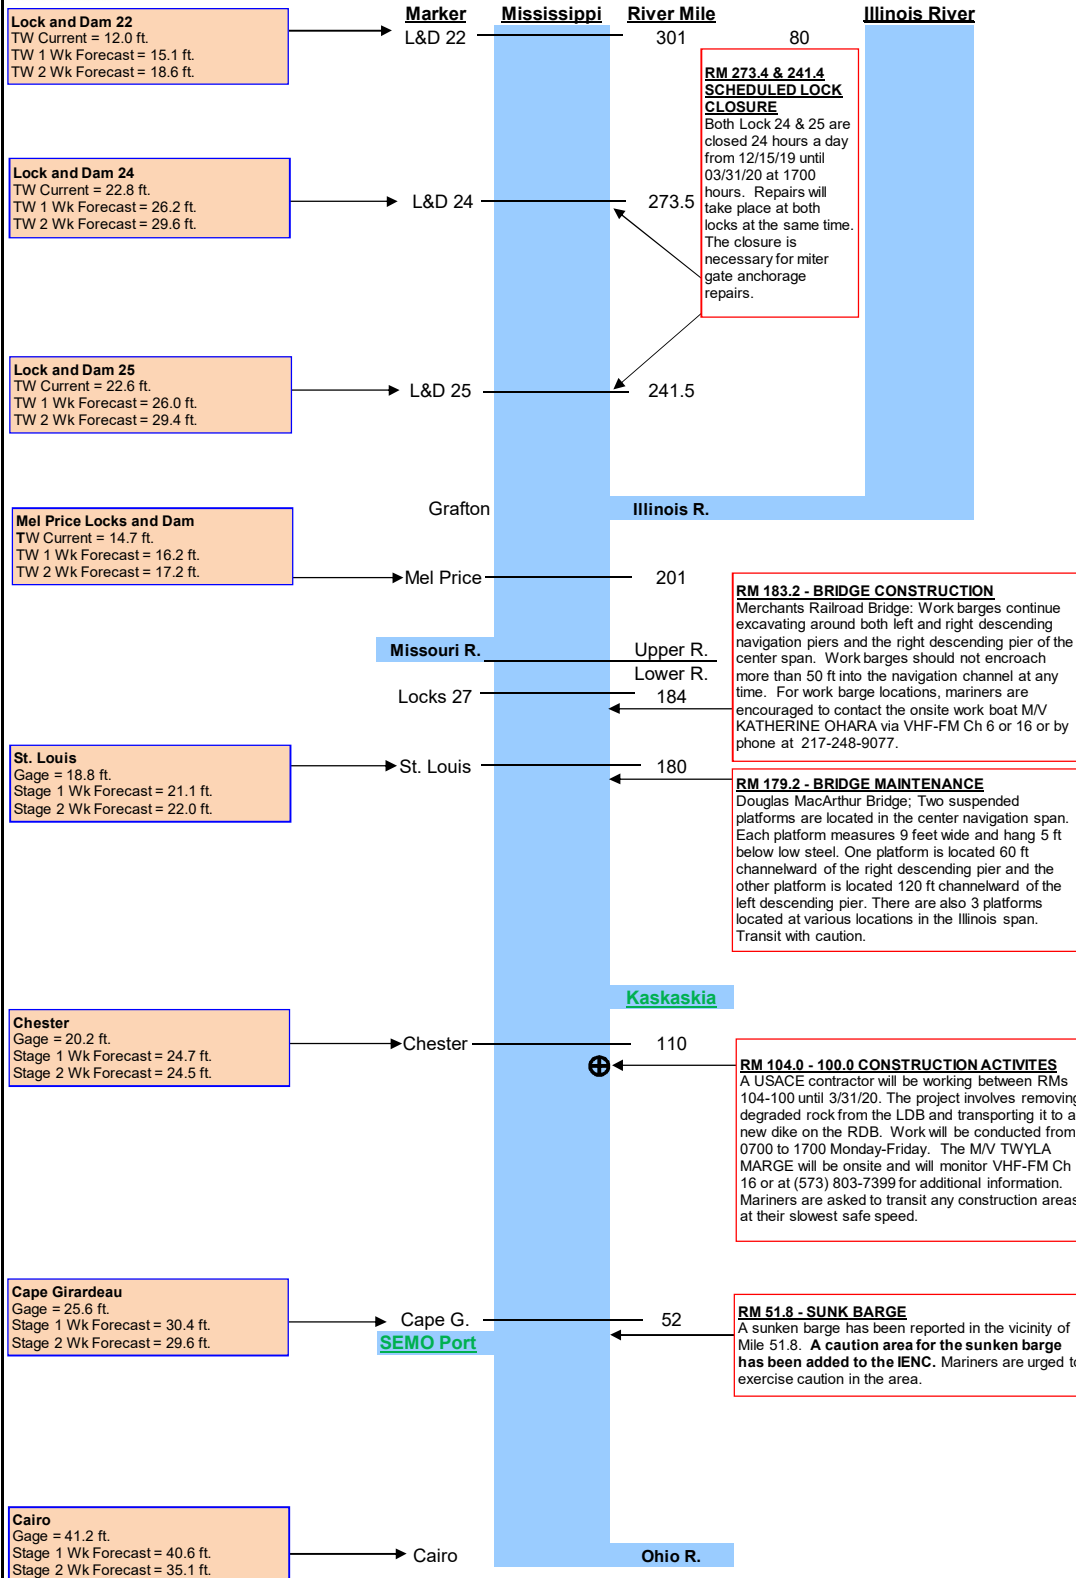 Marker Mississippi River Mile Illinois River
Lock and Dam 22
TW Current = 12.0 ft.
TW 1 Wk Forecast = 15.1 ft.
TW 2 Wk Forecast = 18.6 ft.
L&D 22 301 80
RM 273.4 & 241.4
SCHEDULED LOCK
CLOSURE
Both Lock 24 & 25 are
closed 24 hours a day
from 12/15/19 until
03/31/20 at 1700
hours. Repairs will
take place at both
locks at the same time.
The closure is
necessary for miter
gate anchorage
repairs.
Lock and Dam 24
TW Current = 22.8 ft.
TW 1 Wk Forecast = 26.2 ft.
TW 2 Wk Forecast = 29.6 ft.
L&D 24 273.5
Lock and Dam 25
TW Current = 22.6 ft.
TW 1 Wk Forecast = 26.0 ft.
TW 2 Wk Forecast = 29.4 ft.
L&D 25 241.5
Grafton Illinois R.
Mel Price Locks and Dam
TW Current = 14.7 ft.
TW 1 Wk Forecast = 16.2 ft.
TW 2 Wk Forecast = 17.2 ft.
Mel Price 201
RM 183.2 - BRIDGE CONSTRUCTION
Merchants Railroad Bridge: Work barges continue
excavating around both left and right descending
navigation piers and the right descending pier of the
center span. Work barges should not encroach
more than 50 ft into the navigation channel at any
time. For work barge locations, mariners are
encouraged to contact the onsite work boat M/V
KATHERINE OHARA via VHF-FM Ch 6 or 16 or by
phone at 217-248-9077.
Missouri R. Upper R.
Lower R.
Locks 27 184
St. Louis
Gage = 18.8 ft.
Stage 1 Wk Forecast = 21.1 ft.
Stage 2 Wk Forecast = 22.0 ft.
St. Louis 180
RM 179.2 - BRIDGE MAINTENANCE
Douglas MacArthur Bridge; Two suspended
platforms are located in the center navigation span.
Each platform measures 9 feet wide and hang 5 ft
below low steel. One platform is located 60 ft
channelward of the right descending pier and the
other platform is located 120 ft channelward of the
left descending pier. There are also 3 platforms
located at various locations in the Illinois span.
Transit with caution.
Kaskaskia
Chester
Gage = 20.2 ft.
Stage 1 Wk Forecast = 24.7 ft.
Stage 2 Wk Forecast = 24.5 ft.
Chester 110
RM 104.0 - 100.0 CONSTRUCTION ACTIVITES
A USACE contractor will be working between RMs
104-100 until 3/31/20. The project involves removing
degraded rock from the LDB and transporting it to a
new dike on the RDB. Work will be conducted from
0700 to 1700 Monday-Friday. The M/V TWYLA
MARGE will be onsite and will monitor VHF-FM Ch
16 or at (573) 803-7399 for additional information.
Mariners are asked to transit any construction areas
at their slowest safe speed.
Cape Girardeau
Gage = 25.6 ft.
Stage 1 Wk Forecast = 30.4 ft.
Stage 2 Wk Forecast = 29.6 ft.
Cape G. 52
SEMO Port
RM 51.8 - SUNK BARGE
A sunken barge has been reported in the vicinity of
Mile 51.8. A caution area for the sunken barge
has been added to the IENC. Mariners are urged to
exercise caution in the area.
Cairo
Gage = 41.2 ft.
Stage 1 Wk Forecast = 40.6 ft.
Stage 2 Wk Forecast = 35.1 ft.
Cairo Ohio R.